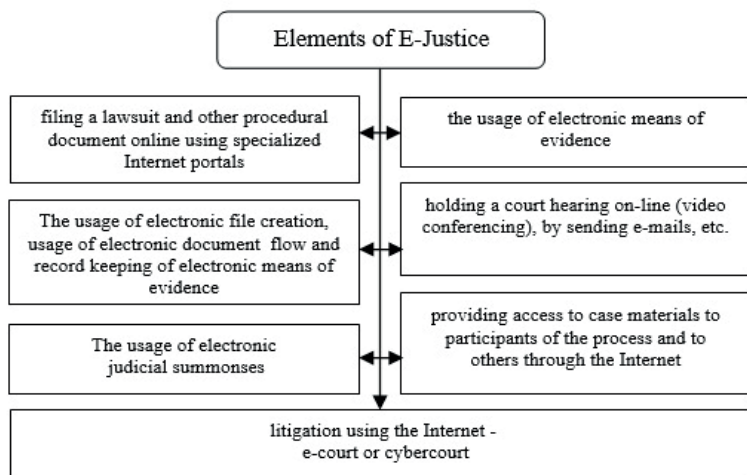 Elements of E-Justice
filing a lawsuit and other procedural
document online using specialized
Internet portals
the usage of electronic means of
evidence
The usage of electronic file creation,
usage of electronic document flow and
record keeping of electronic means of
evidence
holding a court hearing on-line (video
conferencing), by sending e-mails, etc.
The usage of electronic
judicial summonses
providing access to case materials to
participants of the process and to
others through the Internet
litigation using the Internet -
e-court or cybercourt